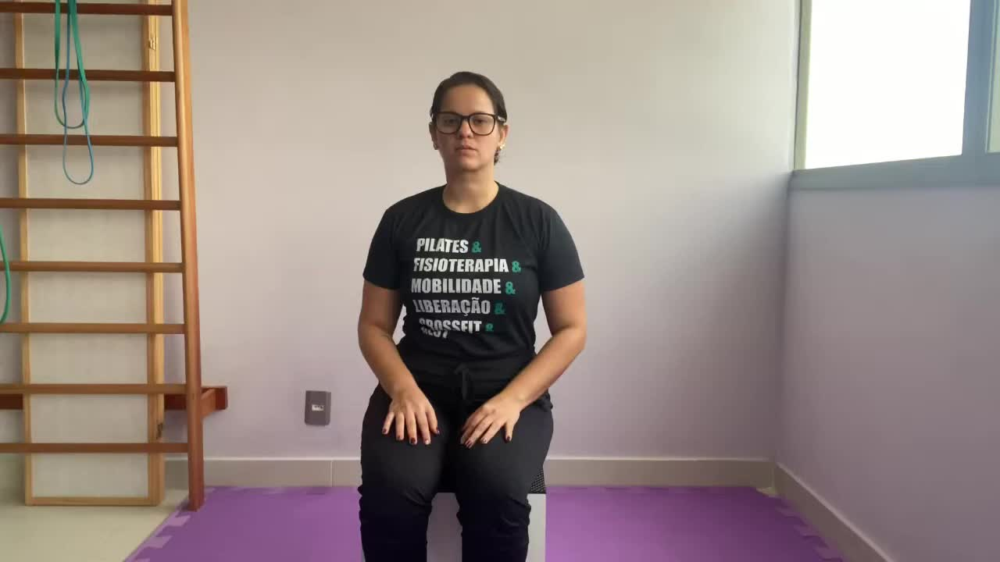 PILATES &
FISIOTERAPIA &
MOBILIDADE &
LIBERAÇÃO &
CROSSFIT &